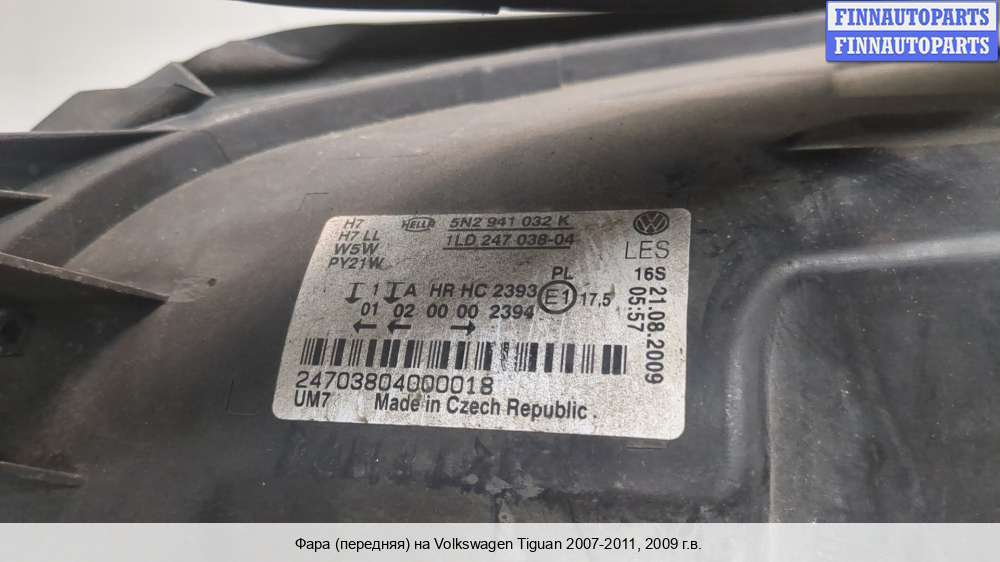 FINNAUTOPARTS
FINNAUTOPARTS
H7 HELLA 5N2 941 032 K
H7 LL 1LD 247 038-04
W5W LES
PY21W PL 16S
1 A HR HC 2393 E1 17,5
01 02 00 00 2394
21.08.2009
05:57
24703804000018
UM7 Made in Czech Republic
Фара (передняя) на Volkswagen Tiguan 2007-2011, 2009 г.в.